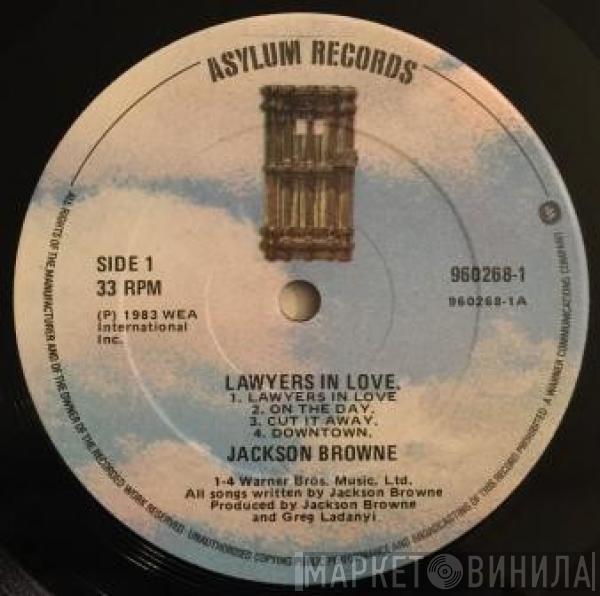 ASYLUM RECORDS
SIDE 1
33 RPM
(P) 1983 WEA
International
Inc.
960268-1
960268-1A
LAWYERS IN LOVE.
1. LAWYERS IN LOVE
2. ON THE DAY.
3. CUT IT AWAY.
4. DOWNTOWN.
JACKSON BROWNE
1-4 Warner Bros. Music. Ltd.
All songs written by Jackson Browne
Produced by Jackson Browne
and Greg Ladanyi
ALL RIGHTS OF THE MANUFACTURER AND OF THE OWNER OF THE RECORDED WORK RESERVED · UNAUTHORISED COPYING PUBLIC PERFORMANCE AND BROADCASTING OF THIS RECORD PROHIBITED · A WARNER COMMUNICATIONS COMPANY
МАРКЕТ ВИНИЛА